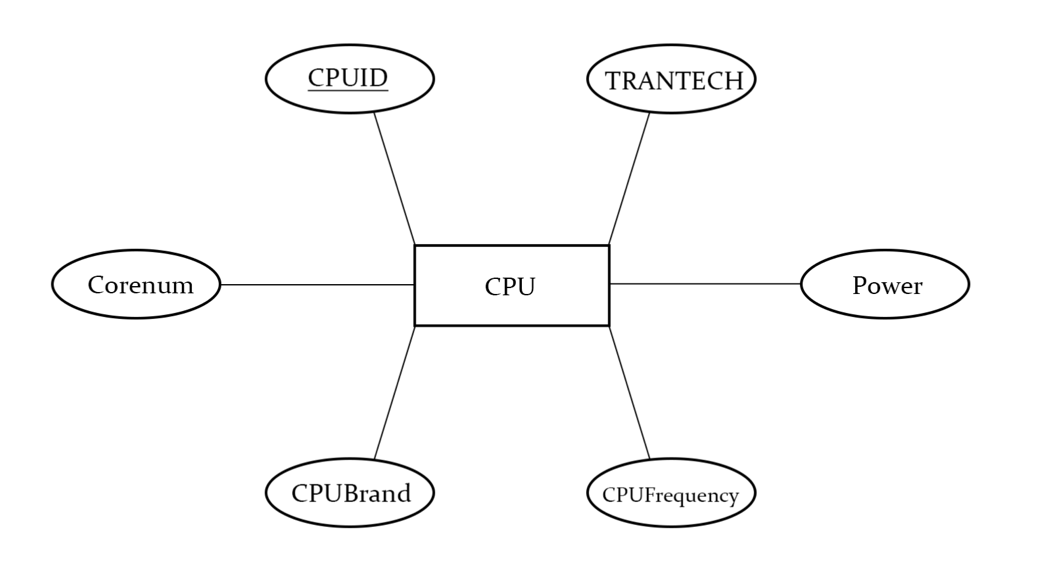 CPUID
TRANTECH
Corenum
CPU
Power
CPUBrand
CPUFrequency